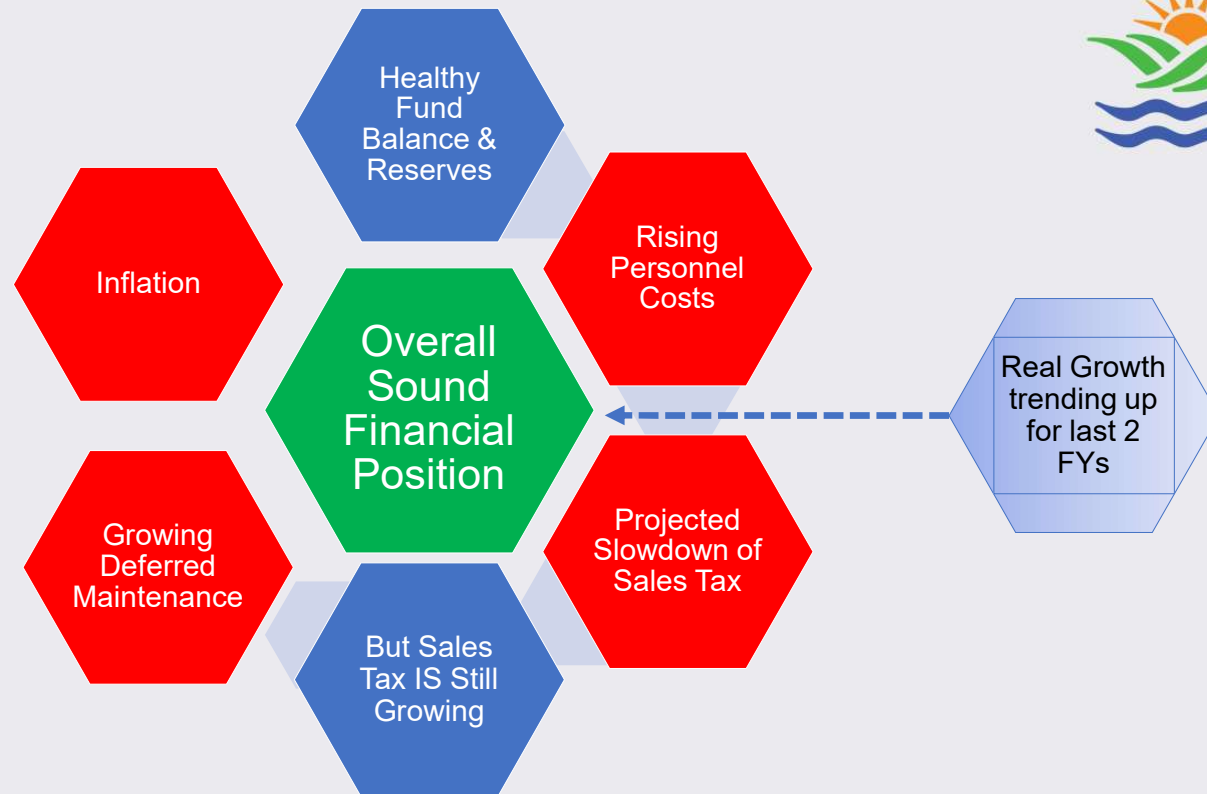 Healthy
Fund
Balance &
Reserves
Rising
Personnel
Costs
Inflation
Overall
Sound
Financial
Position
Real Growth
trending up
for last 2
FYs
Growing
Deferred
Maintenance
Projected
Slowdown of
Sales Tax
But Sales
Tax IS Still
Growing